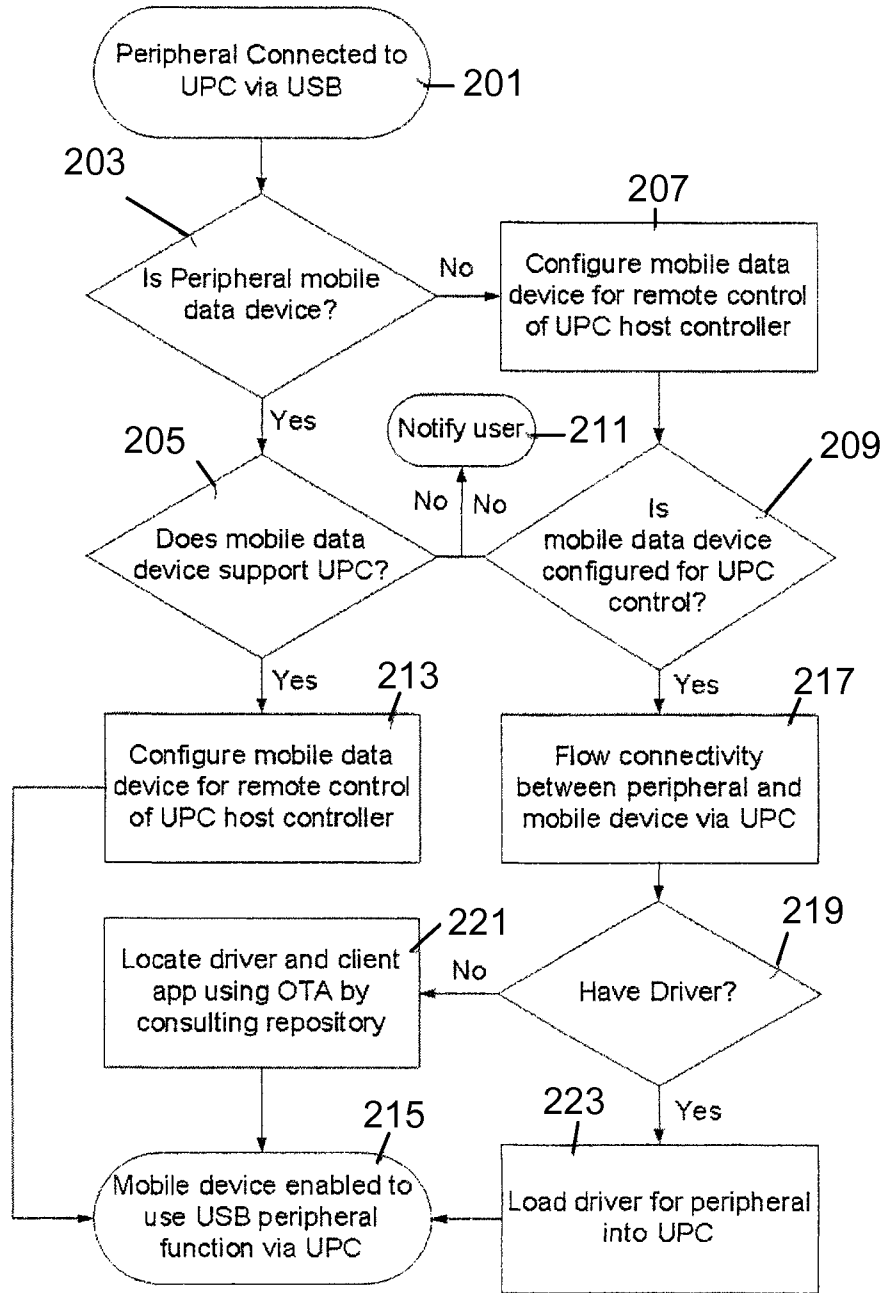 Peripheral Connected to
UPC via USB
201
203
Is Peripheral mobile
data device?
No
207
Configure mobile data
device for remote control
of UPC host controller
Yes
205
Notify user
211
209
No
No
Does mobile data
device support UPC?
Is
mobile data device
configured for UPC
control?
Yes
213
Yes
217
Configure mobile data
device for remote control
of UPC host controller
Flow connectivity
between peripheral and
mobile device via UPC
221
219
Locate driver and client
app using OTA by
consulting repository
No
Have Driver?
215
Yes
223
Mobile device enabled to
use USB peripheral
function via UPC
Load driver for peripheral
into UPC